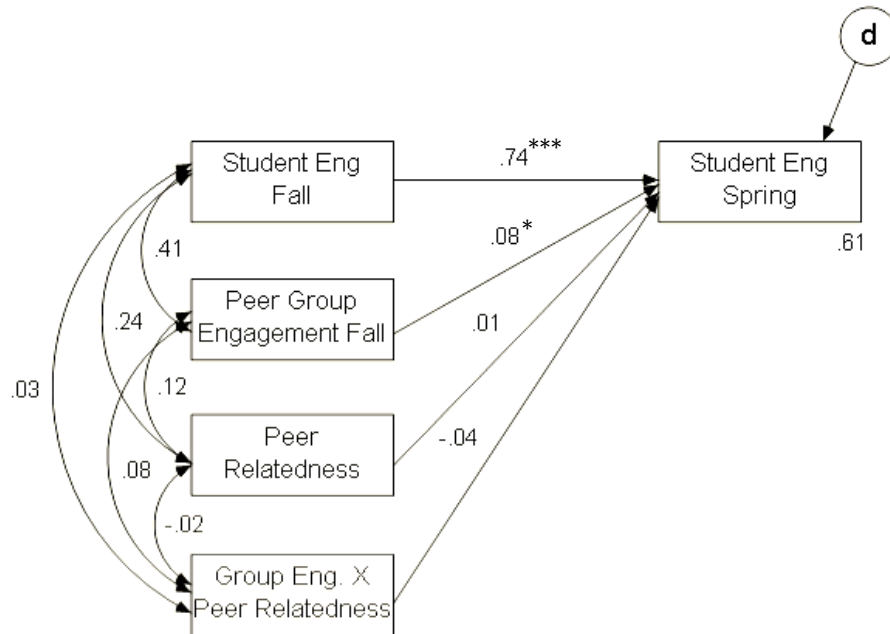 d
Student Eng
Fall
.74***
Student Eng
Spring
.61
.41
.08*
Peer Group
Engagement Fall
.24
.01
.12
.03
Peer
Relatedness
-.04
.08
-.02
Group Eng. X
Peer Relatedness